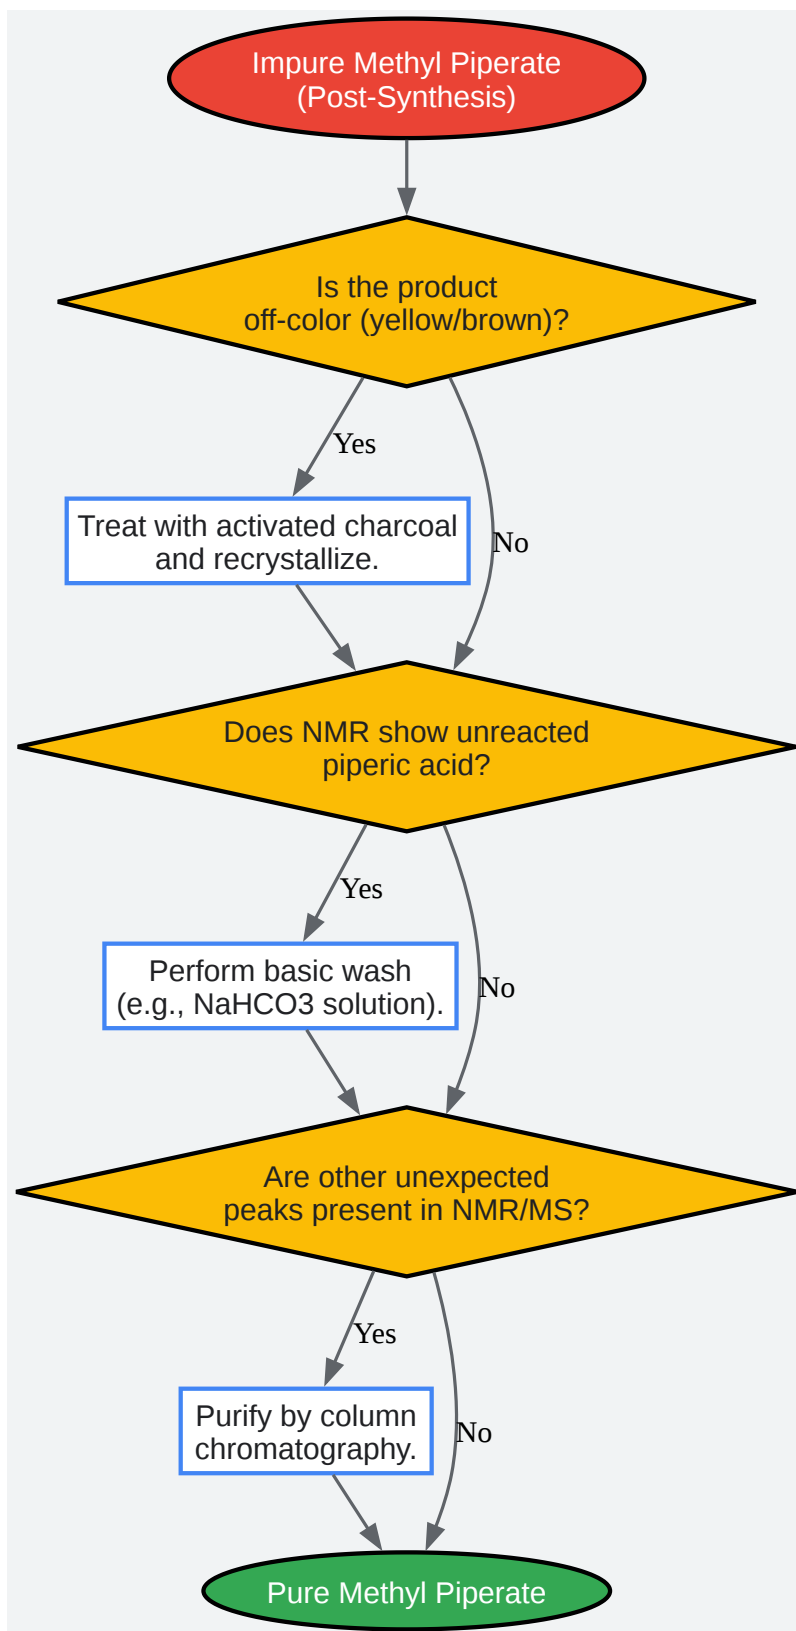 Impure Methyl Piperate
(Post-Synthesis)
Is the product
off-color (yellow/brown)?
Yes
Treat with activated charcoal
and recrystallize.
No
Does NMR show unreacted
piperic acid?
Yes
Perform basic wash
(e.g., NaHCO3 solution).
No
Are other unexpected
peaks present in NMR/MS?
Yes
Purify by column
chromatography.
No
Pure Methyl Piperate